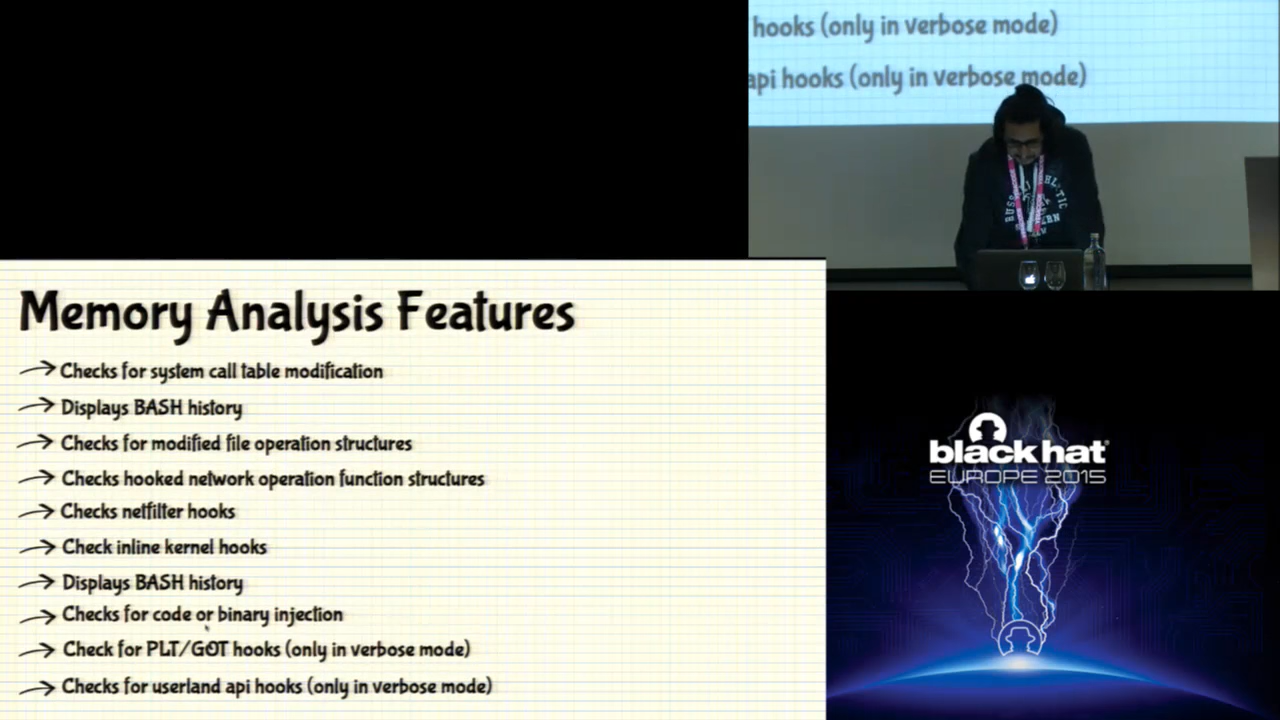 hooks (only in verbose mode)
api hooks (only in verbose mode)
Memory Analysis Features
Checks for system call table modification
Displays BASH history
Checks for modified file operation structures
Checks hooked network operation function structures
Checks netfilter hooks
Check inline kernel hooks
Displays BASH history
Checks for code or binary injection
Check for PLT/GOT hooks (only in verbose mode)
Checks for userland api hooks (only in verbose mode)
black hat
EUROPE 2015